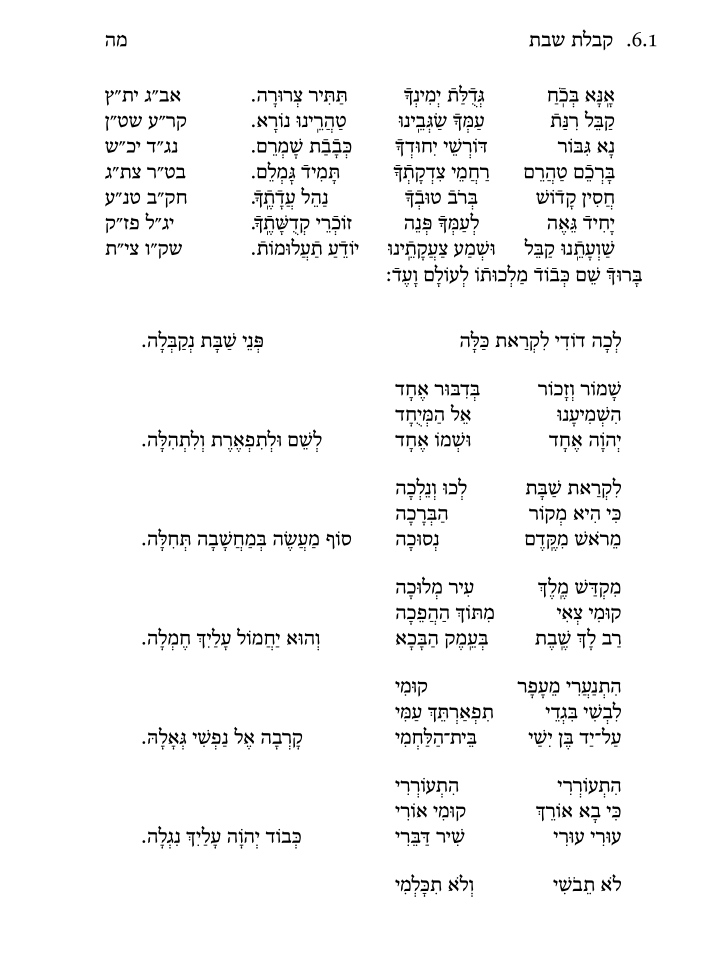 6.1. קבלת שבת מה
אָֽנָּא בְּכֹֽחַ גְּדֻלַּת יְמִינְךָ תַּתִּיר צְרוּרָה. אב״ג ית״ץ
קַבֵּל רִנַּת עַמְּךָ שַׂגְּבֵֽינוּ טַהֲרֵֽינוּ נוֹרָא. קר״ע שט״ן
נָא גִבּוֹר דּוֹרְשֵׁי יִחוּדְךָ כְּבָבַת שָׁמְרֵם. נג״ד יכ״ש
בָּרְכֵם טַהֲרֵם רַחֲמֵי צִדְקָתְֽךָ תָּמִיד גָּמְלֵם. בט״ר צת״ג
חֲסִין קָדוֹשׁ בְּרֹב טוּבְךָ נַהֵל עֲדָתֶֽךָ. חק״ב טנ״ע
יָחִיד גֵּאֶה לְעַמְּךָ פְּנֵה זוֹכְרֵי קְדֻשָּׁתֶֽךָ. יג״ל פז״ק
שַׁוְעָתֵֽנוּ קַבֵּל וּשְׁמַע צַעֲקָתֵֽינוּ יוֹדֵעַ תַּעֲלוּמוֹת. שק״ו צי״ת
בָּרוּךְ שֵׁם כְּבוֹד מַלְכוּתוֹ לְעוֹלָם וָעֶד:
לְכָה דוֹדִי לִקְרַאת כַּלָּה פְּנֵי שַׁבָּת נְקַבְּלָה.
שָׁמוֹר וְזָכוֹר בְּדִבּוּר אֶחָד
הִשְׁמִיעָֽנוּ אֵל הַמְּיֻחָד
יְהוָֹה אֶחָד וּשְׁמוֹ אֶחָד לְשֵׁם וּלְתִפְאֶרֶת וְלִתְהִלָּה.
לִקְרַאת שַׁבָּת לְכוּ וְנֵלְכָה
כִּי הִיא מְקוֹר הַבְּרָכָה
מֵרֹאשׁ מִקֶּֽדֶם נְסוּכָה סוֹף מַעֲשֶׂה בְּמַחֲשָׁבָה תְּחִלָּה.
מִקְדַּשׁ מֶֽלֶךְ עִיר מְלוּכָה
קוּמִי צְאִי מִתּוֹךְ הַהֲפֵכָה
רַב לָךְ שֶֽׁבֶת בְּעֵֽמֶק הַבָּכָא וְהוּא יַחֲמוֹל עָלַיִךְ חֶמְלָה.
הִתְנַעֲרִי מֵעָפָר קוּמִי
לִבְשִׁי בִּגְדֵי תִפְאַרְתֵּךְ עַמִּי
עַל־יַד בֶּן יִשַׁי בֵּית־הַלַּחְמִי קָרְבָה אֶל נַפְשִׁי גְּאָלָהּ.
הִתְעוֹרְרִי הִתְעוֹרְרִי
כִּי בָא אוֹרֵךְ קוּמִי אוֹרִי
עוּרִי עוּרִי שִׁיר דַּבֵּרִי כְּבוֹד יְהוָֹה עָלַיִךְ נִגְלָה.
לֹא תֵבֹשִׁי וְלֹא תִכָּלְמִי